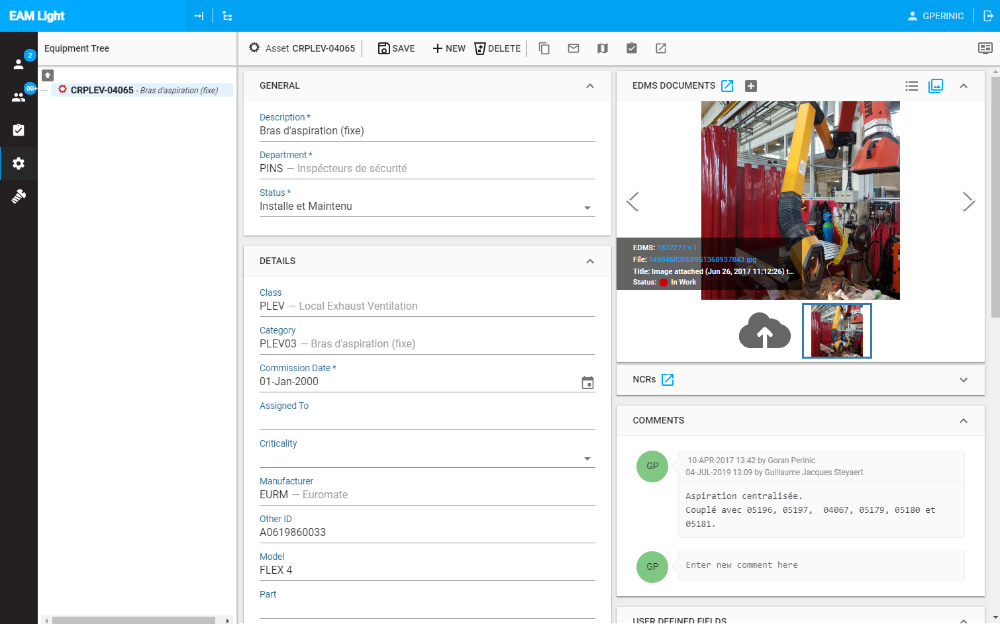 EAM Light
GPERINIC
2
99+
Equipment Tree
CRPLEV-04065 - Bras d'aspiration (fixe)
Asset CRPLEV-04065
SAVE
NEW
DELETE
GENERAL
Description *
Bras d'aspiration (fixe)
Department *
PINS — Inspécteurs de sécurité
Status *
Installe et Maintenu
DETAILS
Class
PLEV — Local Exhaust Ventilation
Category
PLEV03 — Bras d'aspiration (fixe)
Commission Date *
01-Jan-2000
Assigned To
Criticality
Manufacturer
EURM — Euromate
Other ID
A0619860033
Model
FLEX 4
Part
EDMS DOCUMENTS
EDMS: 1822277 v.1
File: 14984683068951368937843.jpg
Title: Image attached (Jun 26, 2017 11:12:26) t...
Status: In Work
NCRs
COMMENTS
GP
10-APR-2017 13:42 by Goran Perinic
04-JUL-2019 13:09 by Guillaume Jacques Steyaert
Aspiration centralisée.
Couplé avec 05196, 05197,  04067, 05179, 05180 et
05181.
GP
Enter new comment here
USER DEFINED FIELDS